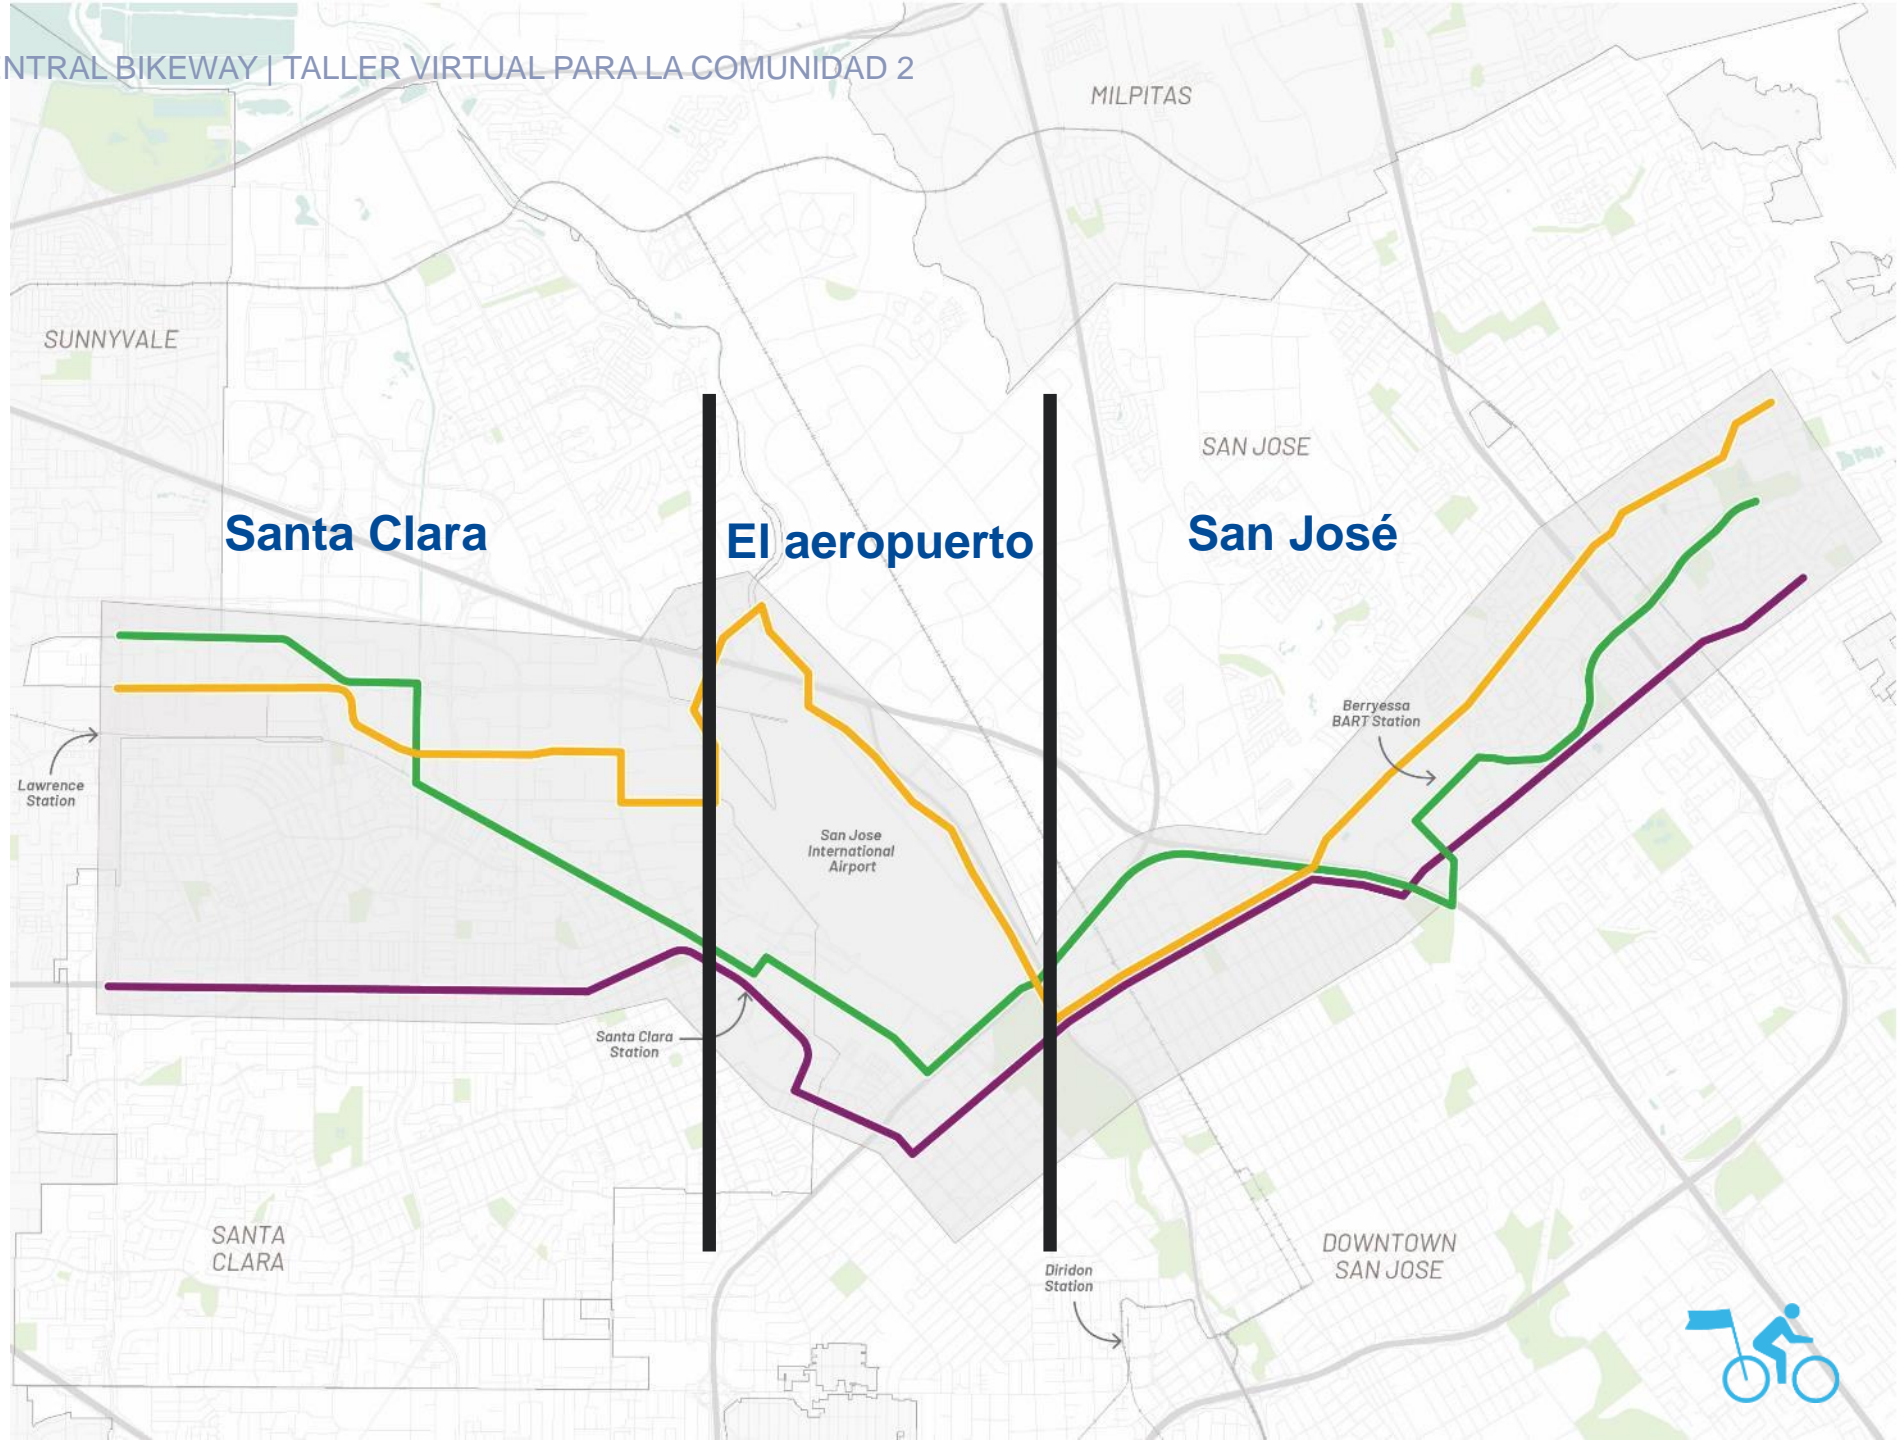 NTRAL BIKEWAY | TALLER VIRTUAL PARA LA COMUNIDAD 2
MILPITAS
SUNNYVALE
SAN JOSE
Santa Clara
El aeropuerto
San José
Berryessa
BART Station
Lawrence
Station
San Jose
International
Airport
Santa Clara
Station
SANTA
CLARA
Diridon
Station
DOWNTOWN
SAN JOSE